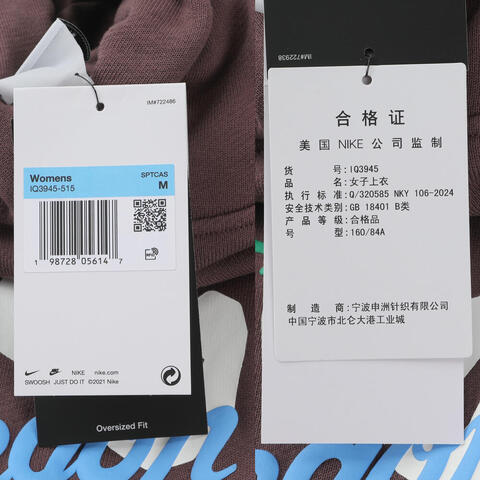 IM#722486
Womens
IQ3945-515
SPTCAS
M
1 98728 05614 7
RFID
NIKE
nike.com
SWOOSH JUST DO IT ©2021 Nike
Oversized Fit
IM#722938
合格证
美国 NIKE 公司监制
货号:IQ3945
品名:女子上衣
执行标准:Q/320585 NKY 106-2024
安全技术类别:GB 18401 B类
产品等级:合格品
号型:160/84A
制造商:宁波申洲针织有限公司
中国宁波市北仑大港工业城